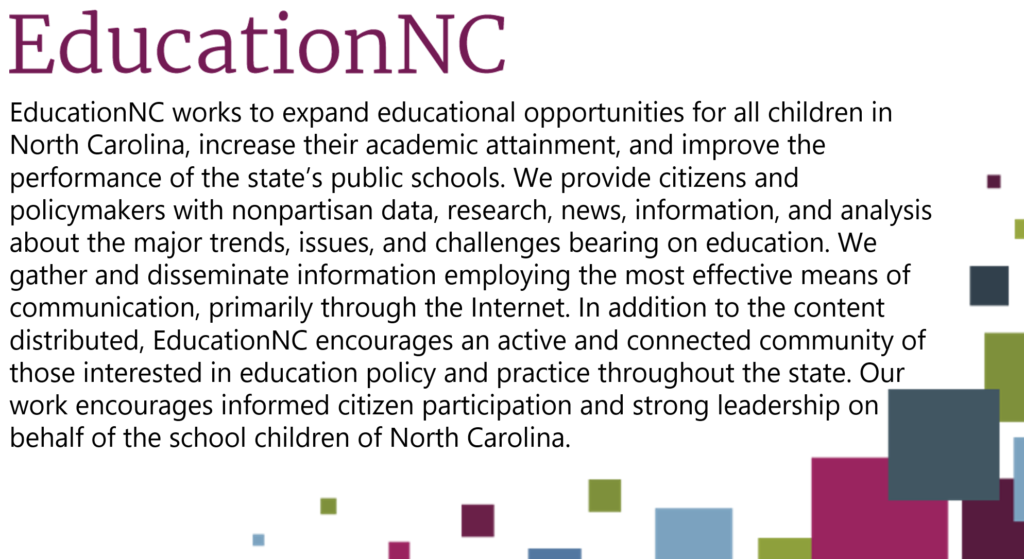 EducationNC
EducationNC works to expand educational opportunities for all children in
North Carolina, increase their academic attainment, and improve the
performance of the state’s public schools. We provide citizens and
policymakers with nonpartisan data, research, news, information, and analysis
about the major trends, issues, and challenges bearing on education. We
gather and disseminate information employing the most effective means of
communication, primarily through the Internet. In addition to the content
distributed, EducationNC encourages an active and connected community of
those interested in education policy and practice throughout the state. Our
work encourages informed citizen participation and strong leadership on
behalf of the school children of North Carolina.